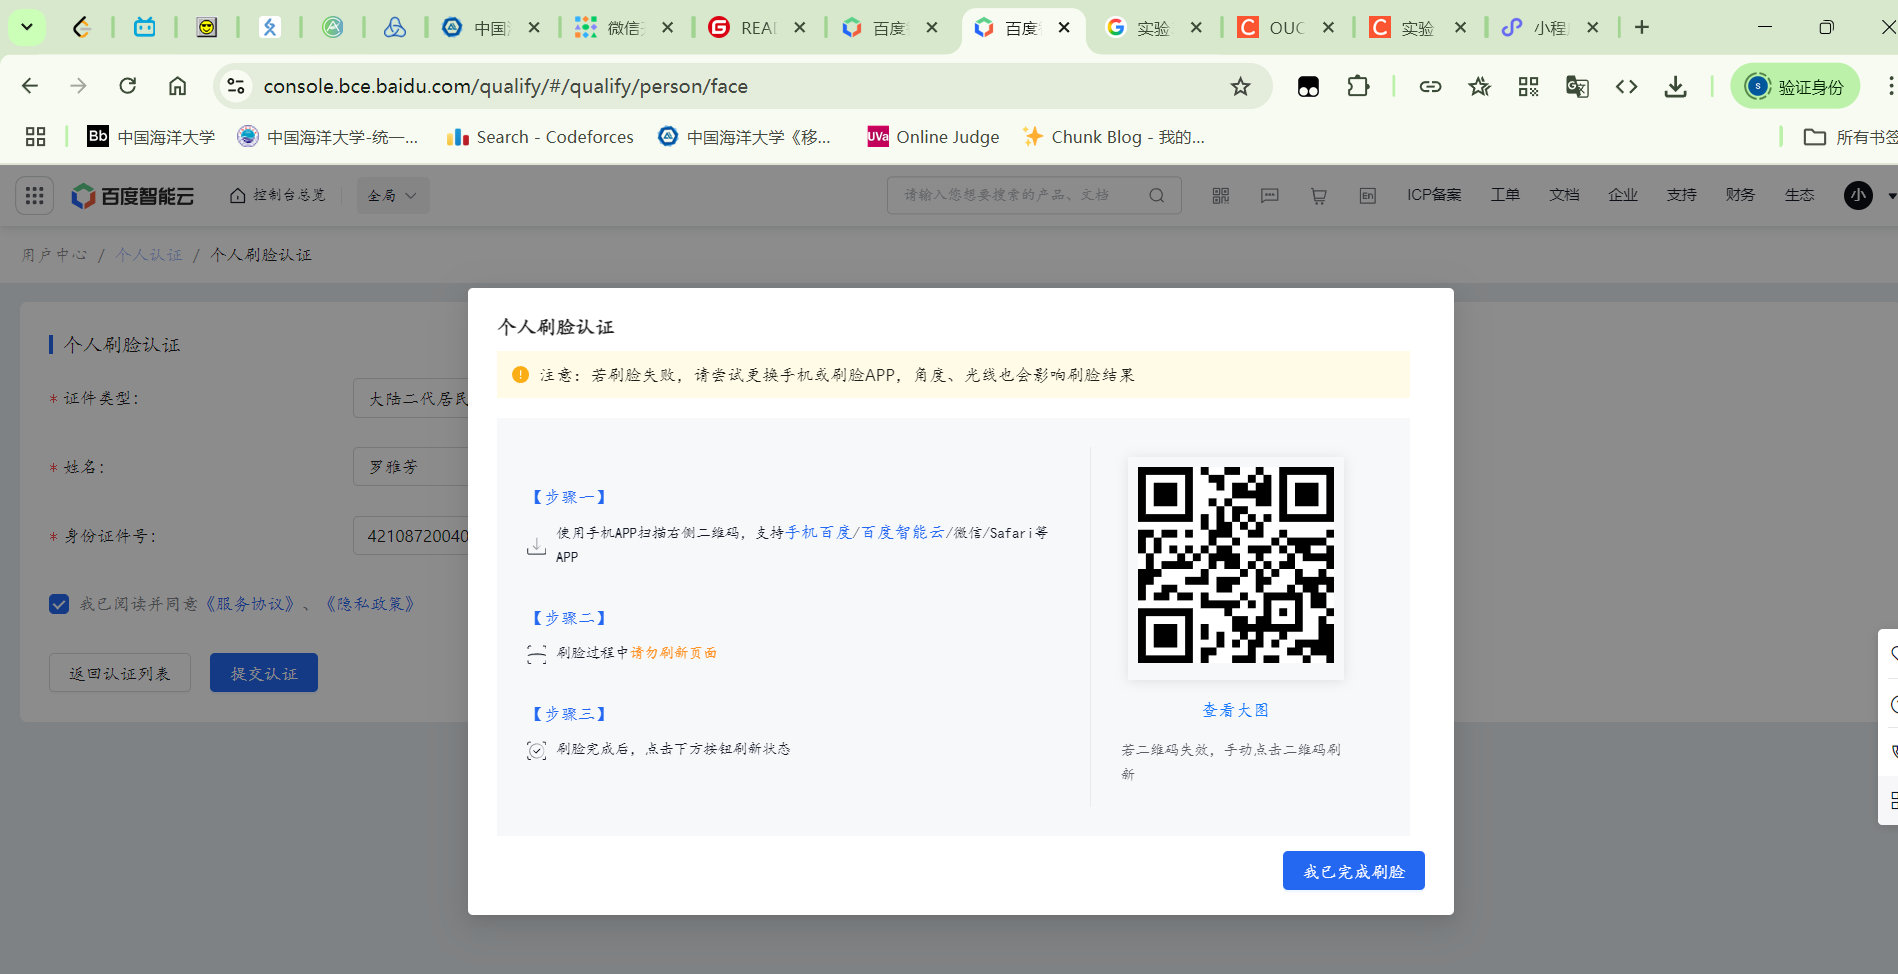 中国海
微信开
REAI
百度智
百度智
实验
OUC
实验
小程
console.bce.baidu.com/qualify/#/qualify/person/face
验证身份
Bb 中国海洋大学
中国海洋大学-统一...
Search - Codeforces
中国海洋大学《移...
UVa Online Judge
Chunk Blog - 我的...
所有书签
百度智能云
控制台总览
全局
请输入您想要搜索的产品、文档
En
ICP备案
工单
文档
企业
支持
财务
生态
小
用户中心 / 个人认证 / 个人刷脸认证
个人刷脸认证
* 证件类型：
大陆二代居民
* 姓名：
罗雅芳
* 身份证件号：
42108720040
我已阅读并同意《服务协议》、《隐私政策》
返回认证列表
提交认证
个人刷脸认证
注意：若刷脸失败，请尝试更换手机或刷脸APP，角度、光线也会影响刷脸结果
【步骤一】
使用手机APP扫描右侧二维码，支持手机百度/百度智能云/微信/Safari等
APP
【步骤二】
刷脸过程中请勿刷新页面
【步骤三】
刷脸完成后，点击下方按钮刷新状态
查看大图
若二维码失效，手动点击二维码刷
新
我已完成刷脸